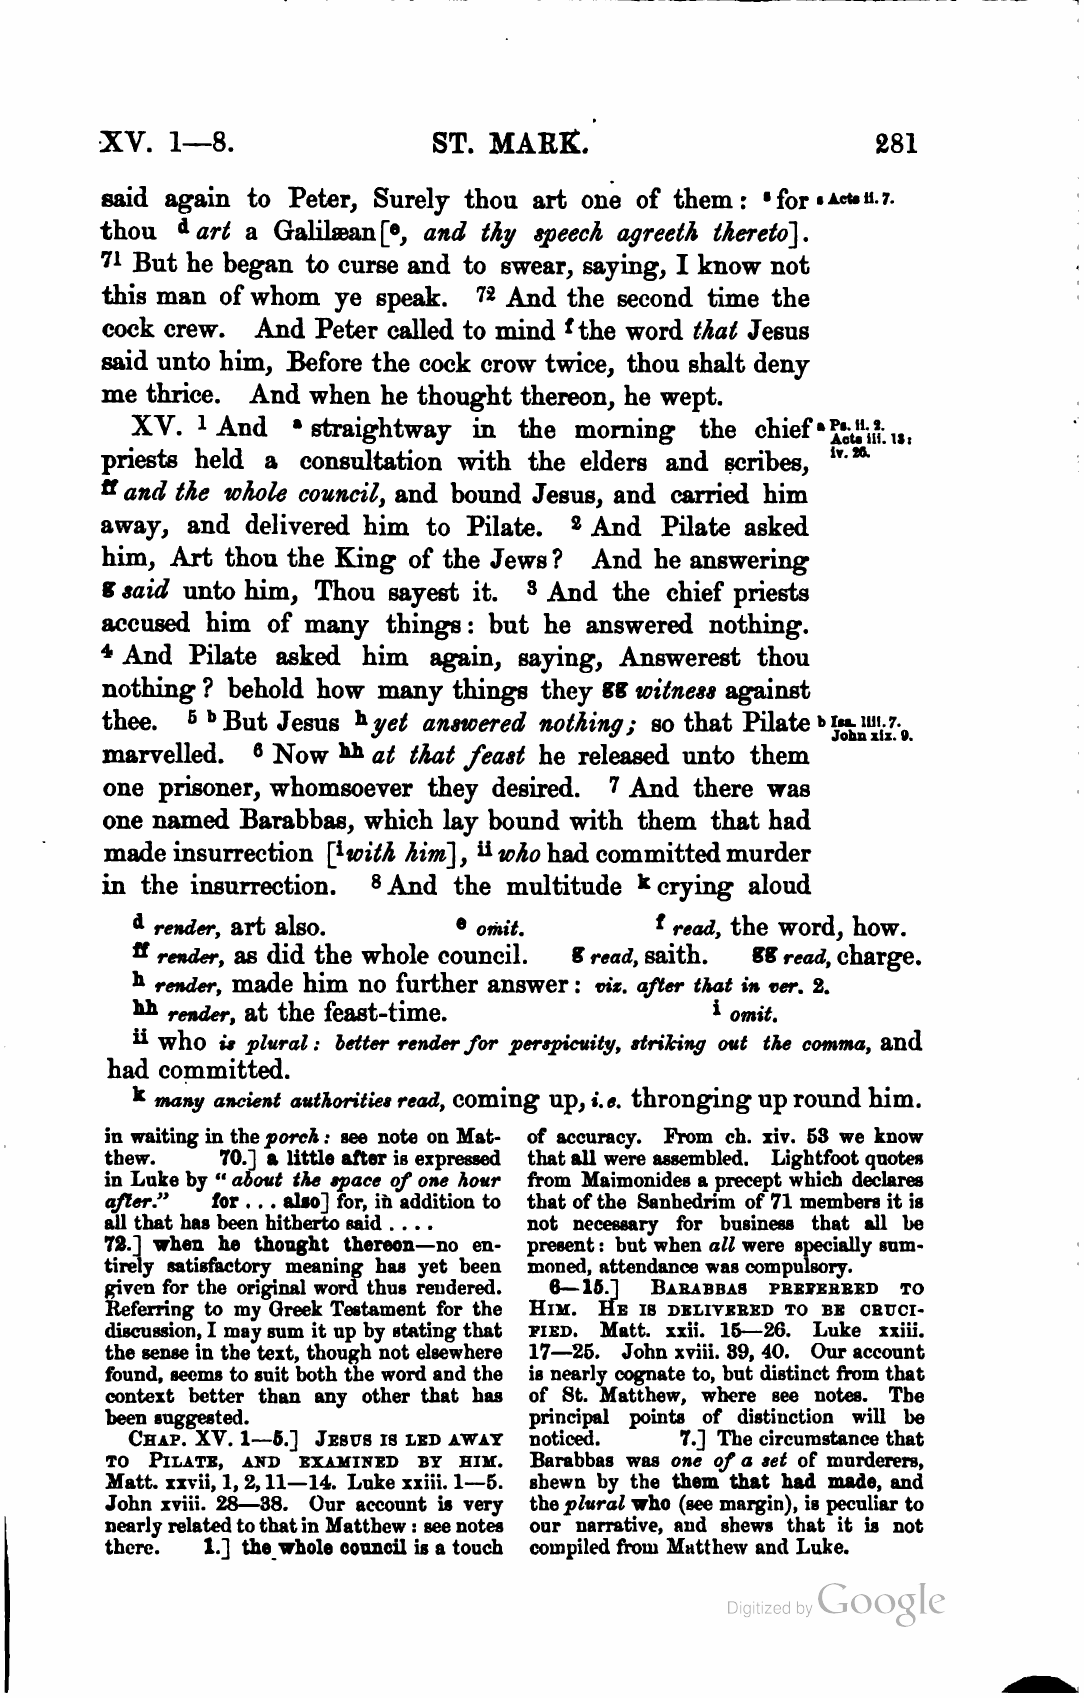 XV. 1—8. ST. MARK. 281
said again to Peter, Surely thou art one of them : s for s Acts ii. 7.
thou d art a Galilæan [e, and thy speech agreeth thereto].
71 But he began to curse and to swear, saying, I know not
this man of whom ye speak. 72 And the second time the
cock crew. And Peter called to mind f the word that Jesus
said unto him, Before the cock crow twice, thou shalt deny
me thrice. And when he thought thereon, he wept.
XV. 1 And a straightway in the morning the chief a Ps. ii. 2.
Acts iii. 13:
priests held a consultation with the elders and scribes, iv. 26.
ff and the whole council, and bound Jesus, and carried him
away, and delivered him to Pilate. 2 And Pilate asked
him, Art thou the King of the Jews? And he answering
g said unto him, Thou sayest it. 3 And the chief priests
accused him of many things : but he answered nothing.
4 And Pilate asked him again, saying, Answerest thou
nothing ? behold how many things they gg witness against
thee. 5 b But Jesus h yet answered nothing; so that Pilate b Isa. liii. 7.
John xix. 9.
marvelled. 6 Now hh at that feast he released unto them
one prisoner, whomsoever they desired. 7 And there was
one named Barabbas, which lay bound with them that had
made insurrection [i with him], ii who had committed murder
in the insurrection. 8 And the multitude k crying aloud
d render, art also. e omit. f read, the word, how.
ff render, as did the whole council. g read, saith. gg read, charge.
h render, made him no further answer : viz. after that in ver. 2.
hh render, at the feast-time. i omit.
ii who is plural : better render for perspicuity, striking out the comma, and
had committed.
k many ancient authorities read, coming up, i.e. thronging up round him.
in waiting in the porch : see note on Mat-
thew. 70.] a little after is expressed
in Luke by “about the space of one hour
after.” for . . . also] for, in addition to
all that has been hitherto said . . . .
72.] when he thought thereon—no en-
tirely satisfactory meaning has yet been
given for the original word thus rendered.
Referring to my Greek Testament for the
discussion, I may sum it up by stating that
the sense in the text, though not elsewhere
found, seems to suit both the word and the
context better than any other that has
been suggested.
CHAP. XV. 1—5.] JESUS IS LED AWAY
TO PILATE, AND EXAMINED BY HIM.
Matt. xxvii, 1, 2, 11—14. Luke xxiii. 1—5.
John xviii. 28—38. Our account is very
nearly related to that in Matthew : see notes
there. 1.] the whole council is a touch
of accuracy. From ch. xiv. 53 we know
that all were assembled. Lightfoot quotes
from Maimonides a precept which declares
that of the Sanhedrim of 71 members it is
not necessary for business that all be
present : but when all were specially sum-
moned, attendance was compulsory.
6—15.] BARABBAS PREFERRED TO
HIM. HE IS DELIVERED TO BE CRUCI-
FIED. Matt. xxii. 15—26. Luke xxiii.
17—25. John xviii. 39, 40. Our account
is nearly cognate to, but distinct from that
of St. Matthew, where see notes. The
principal points of distinction will be
noticed. 7.] The circumstance that
Barabbas was one of a set of murderers,
shewn by the them that had made, and
the plural who (see margin), is peculiar to
our narrative, and shews that it is not
compiled from Matthew and Luke.
Digitized by Google